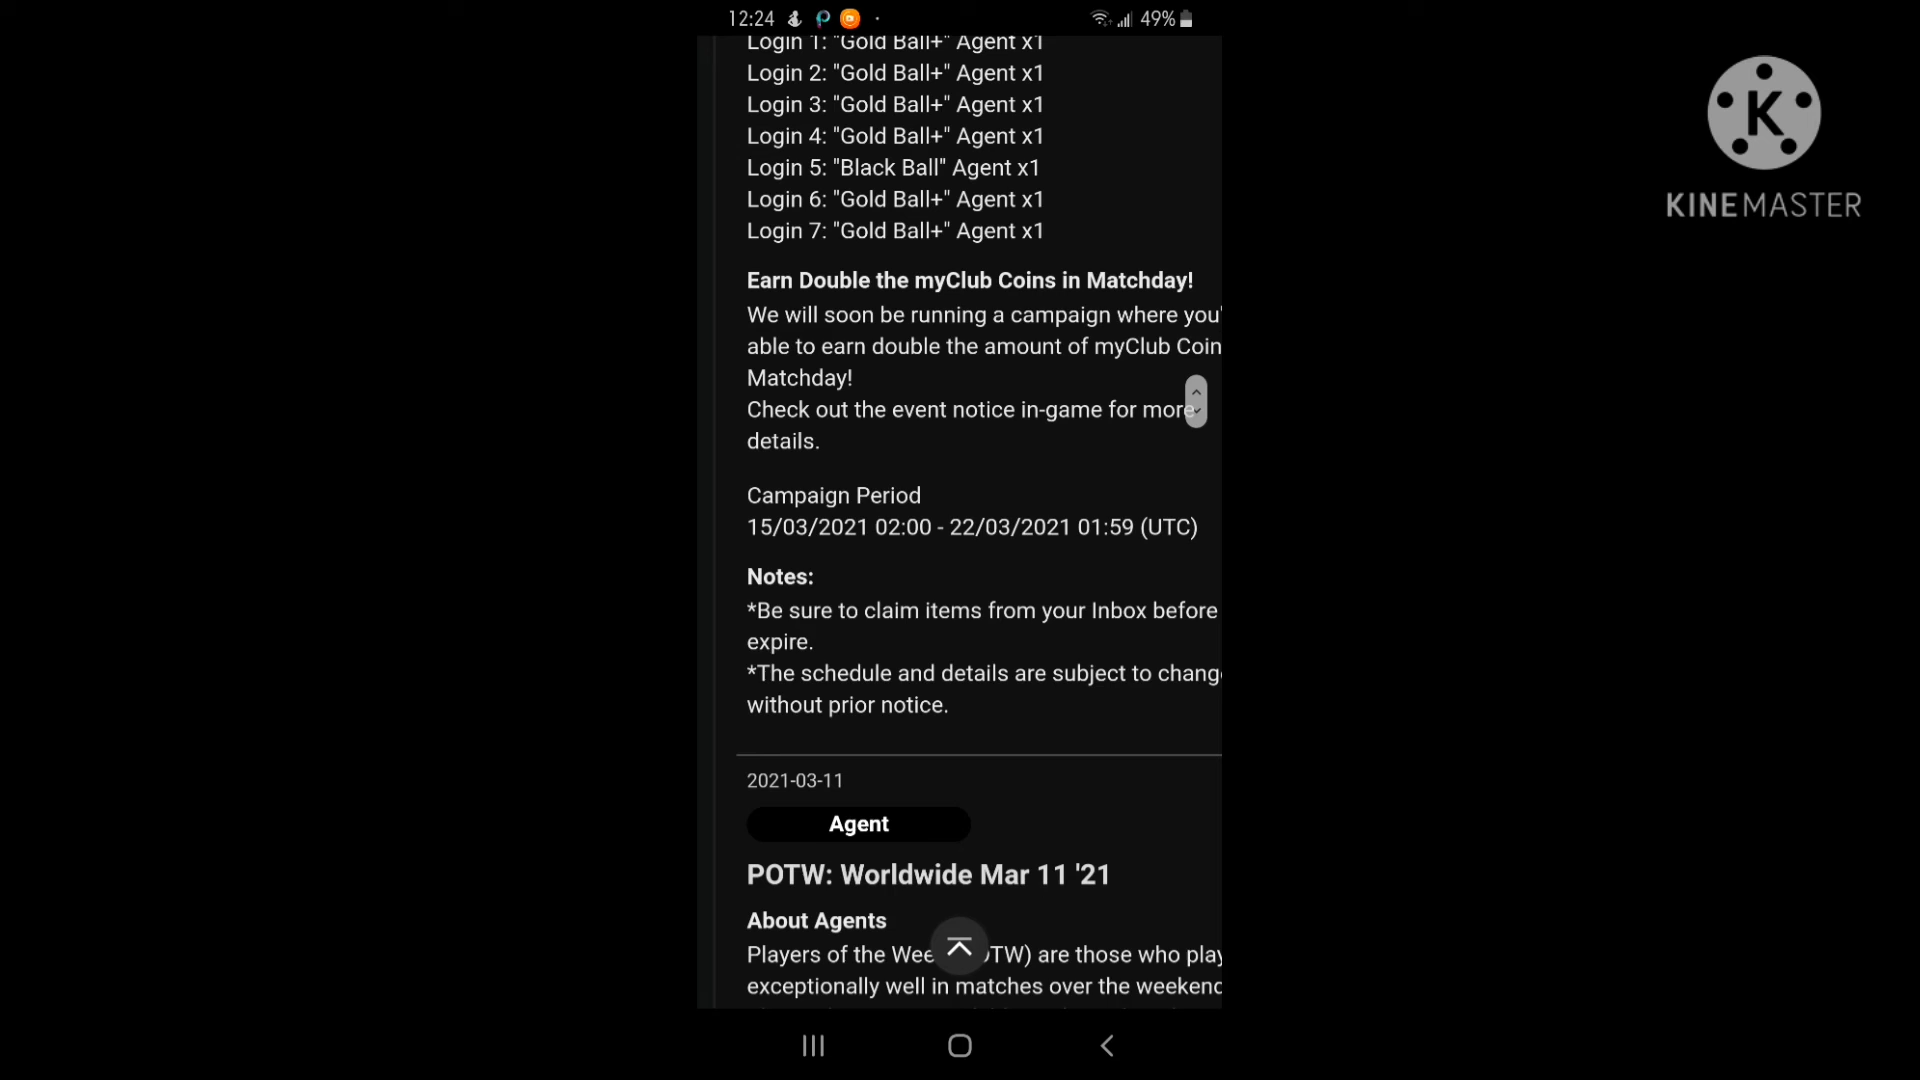 12:24
49%
K
KINEMASTER
Login 1: "Gold Ball+" Agent x1
Login 2: "Gold Ball+" Agent x1
Login 3: "Gold Ball+" Agent x1
Login 4: "Gold Ball+" Agent x1
Login 5: "Black Ball" Agent x1
Login 6: "Gold Ball+" Agent x1
Login 7: "Gold Ball+" Agent x1
Earn Double the myClub Coins in Matchday!
We will soon be running a campaign where you'
able to earn double the amount of myClub Coin
Matchday!
Check out the event notice in-game for more
details.
Campaign Period
15/03/2021 02:00 - 22/03/2021 01:59 (UTC)
Notes:
*Be sure to claim items from your Inbox before
expire.
*The schedule and details are subject to chang
without prior notice.
2021-03-11
Agent
POTW: Worldwide Mar 11 '21
About Agents
Players of the Wee OTW) are those who play
exceptionally well in matches over the weekend